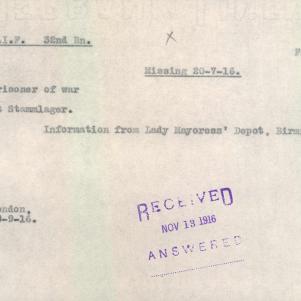 .I.F. 32nd Bn.
Missing 20-7-16.
risoner of war
Stammlager.
Information from Lady Mayoress' Depot, Birm
RECEIVED
NOV 13 1916
ANSWERED
ondon,
-9-16.